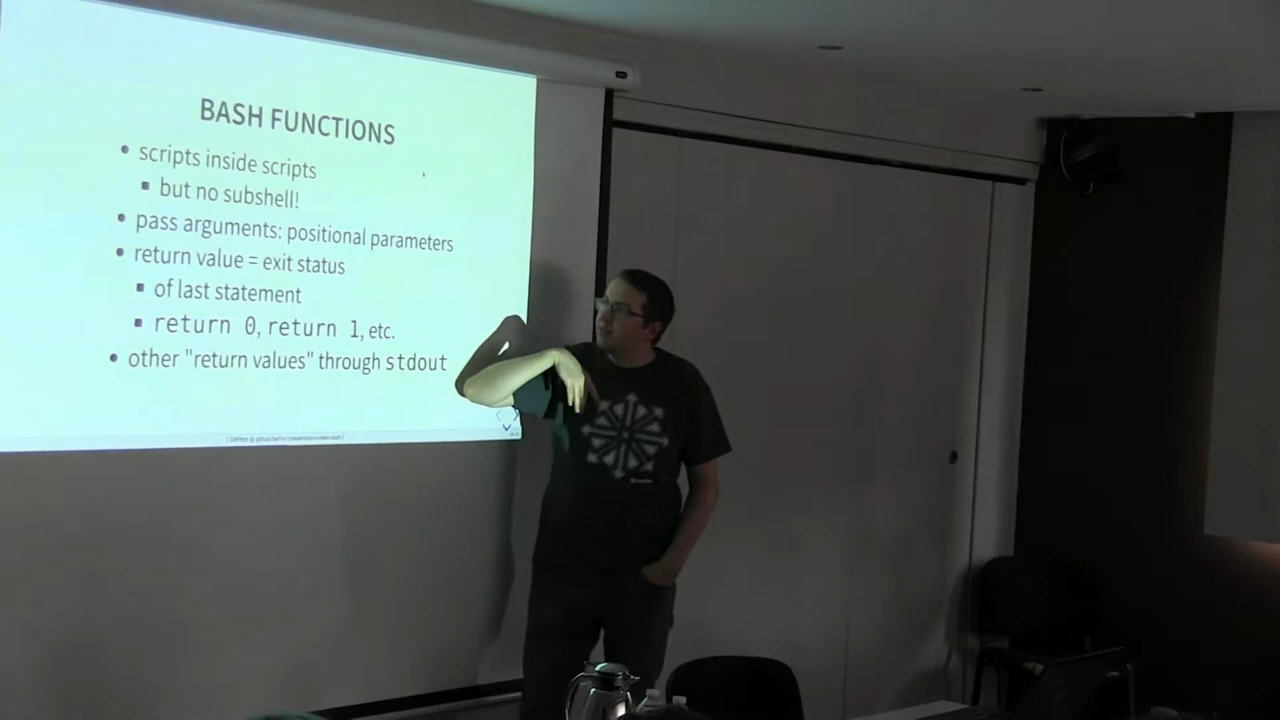 BASH FUNCTIONS
scripts inside scripts
but no subshell!
pass arguments: positional parameters
return value = exit status
of last statement
return 0, return 1, etc.
other "return values" through stdout